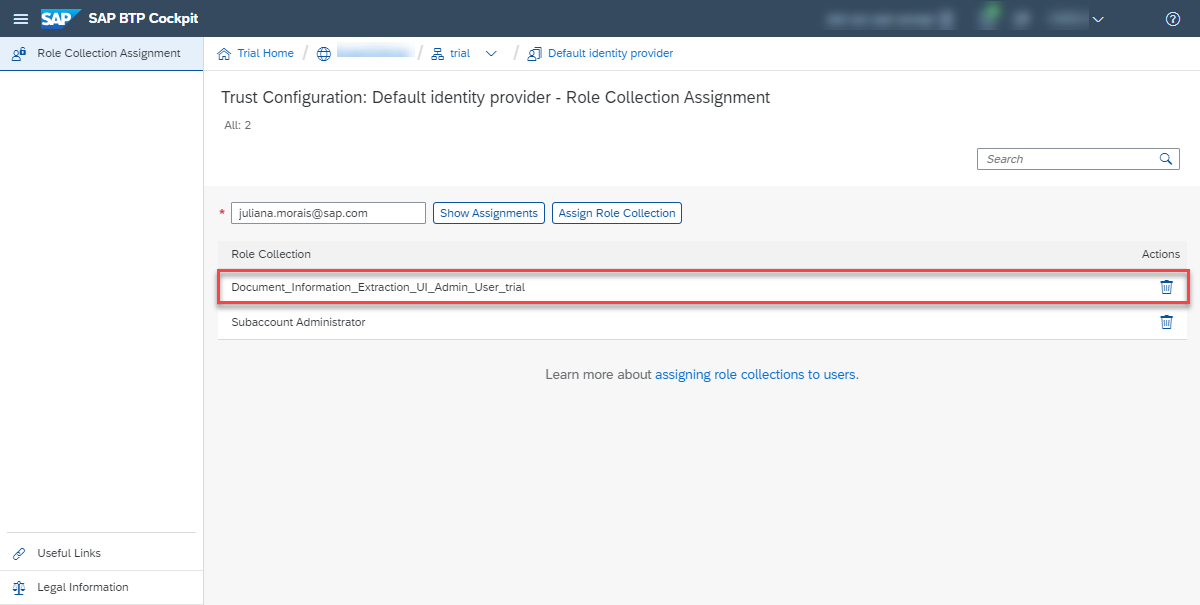 SAP SAP BTP Cockpit
Role Collection Assignment
Trial Home / / trial / Default identity provider
Trust Configuration: Default identity provider - Role Collection Assignment
All: 2
Search
* juliana.morais@sap.com Show Assignments Assign Role Collection
Role Collection Actions
Document_Information_Extraction_UI_Admin_User_trial
Subaccount Administrator
Learn more about assigning role collections to users.
Useful Links
Legal Information